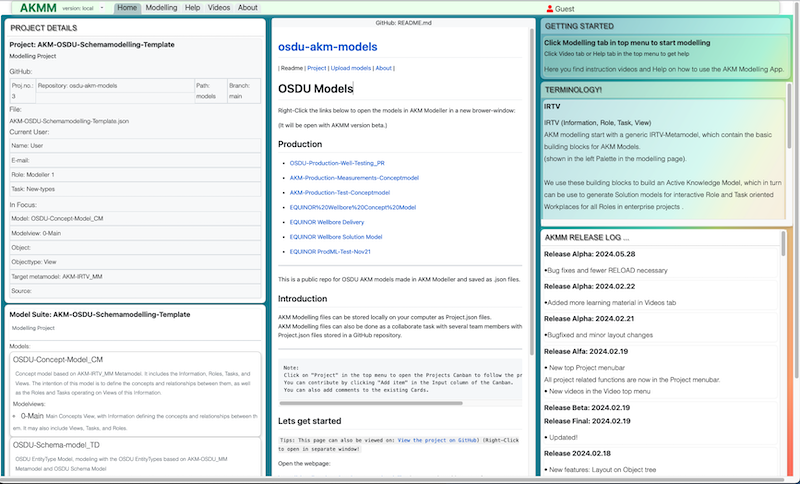 AKMM
version: local:
Home
Modelling
Help
Videos
About
Guest
PROJECT DETAILS
Project: AKM-OSDU-Schemamodelling-Template
Modelling Project
GitHub:
Proj.no.: 3
Repository: osdu-akm-models
Path: models
Branch: main
File:
AKM-OSDU-Schemamodelling-Template.json
Current User:
Name: User
E-mail:
Role: Modeller 1
Task: New-types
In Focus:
Model: OSDU-Concept-Model_CM
Modelview: 0-Main
Object:
Objecttype: View
Target metamodel: AKM-IRTV_MM
Source:
Model Suite: AKM-OSDU-Schemamodelling-Template
Modelling Project
Models:
OSDU-Concept-Model_CM
Concept model based on AKM-IRTV_MM Metamodel. It includes the Information, Roles, Tasks, and
Views. The intention of this model is to define the concepts and relationships between them, as well
as the Roles and Tasks operating on Views of this Information.
Modelviews:
0-Main Main Concepts View, with Information defining the concepts and relationships between th
em. It may also include Views, Tasks, and Roles.
OSDU-Schema-model_TD
OSDU EntityType Model, modeling with the OSDU EntityTypes based on AKM-OSDU_MM
Metamodel and OSDU Schema Model
GitHub: README.md
osdu-akm-models
| Readme | Project | Upload models | About |
OSDU Models
Right-Click the links below to open the models in AKM Modeller in a new brower-window:
(It will be open with AKMM version beta.)
Production
OSDU-Production-Well-Testing_PR
AKM-Production-Measurements-Conceptmodel
AKM-Production-Test-Conceptmodel
EQUINOR%20Wellbore%20Concept%20Model
EQUINOR Wellbore Delivery
EQUINOR Wellbore Solution Model
EQUINOR ProdML-Test-Nov21
This is a public repo for OSDU AKM models made in AKM Modeller and saved as .json files.
Introduction
AKM Modelling files can be stored locally on your computer as Project.json files.
AKM Modelling files can also be done as a collaborate task with several team members with
Project.json files stored in a GitHub repository.
Note:
Click on "Project" in the top menu to open the Projects Canban to follow the pr
You can contribute by clicking "Add item" in the Input column of the Canban.
You can also add comments to the existing Cards.
Lets get started
Tips: This page can also be viewed on: View the project on GitHub) (Right-Click
to open in separate window!
Open the webpage:
GETTING STARTED
Click Modelling tab in top menu to start modelling
Click Video tab or Help tab in the top menu to get help
Here you find instruction videos and Help on how to use the AKM Modelling App.
TERMINOLOGY!
IRTV
IRTV (Information, Role, Task, View)
AKM modelling start with a generic IRTV-Metamodel, which contain the basic
building blocks for AKM Models.
(shown in the left Palette in the modelling page).
We use these building blocks to build an Active Knowledge Model, which in turn
can be use to generate Solution models for interactive Role and Task oriented
Workplaces for all Roles in enterprise projects .
AKMM RELEASE LOG ...
Release Alpha: 2024.05.28
•Bug fixes and fewer RELOAD necessary
Release Alpha: 2024.02.22
•Added more learning material in Videos tab
Release Alpha: 2024.02.21
•Bugfixed and minor layout changes
Release Alfa: 2024.02.19
• New top Project menubar
All project related functions are now in the Project menubar.
• New videos in the Video top menu
Release Beta: 2024.02.19
Release Final: 2024.02.19
• Updated!
Release 2024.02.18
• New features: Layout on Object tree